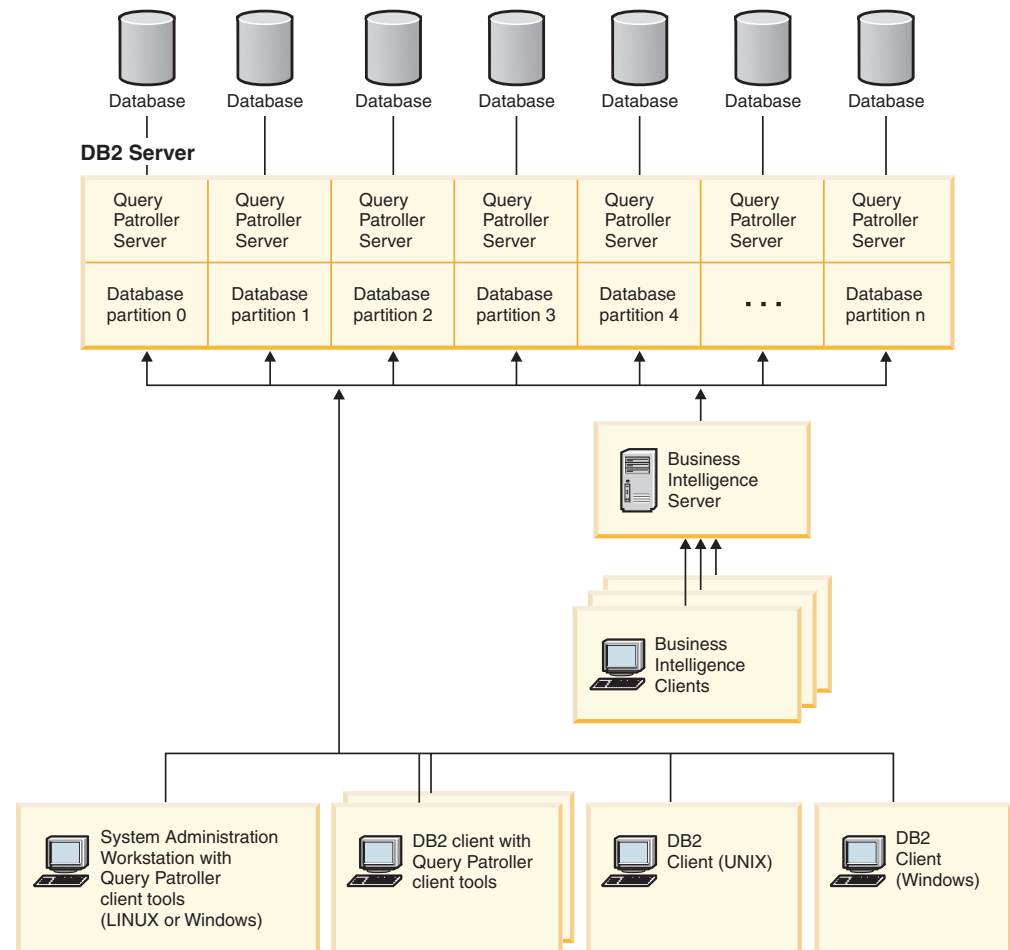 Database Database Database Database Database Database Database
DB2 Server
Query
Patroller
Server
Query
Patroller
Server
Query
Patroller
Server
Query
Patroller
Server
Query
Patroller
Server
Query
Patroller
Server
Query
Patroller
Server
Database
partition 0
Database
partition 1
Database
partition 2
Database
partition 3
Database
partition 4
. . .
Database
partition n
Business
Intelligence
Server
Business
Intelligence
Clients
System Administration
Workstation with
Query Patroller
client tools
(LINUX or Windows)
DB2 client with
Query Patroller
client tools
DB2
Client (UNIX)
DB2
Client
(Windows)